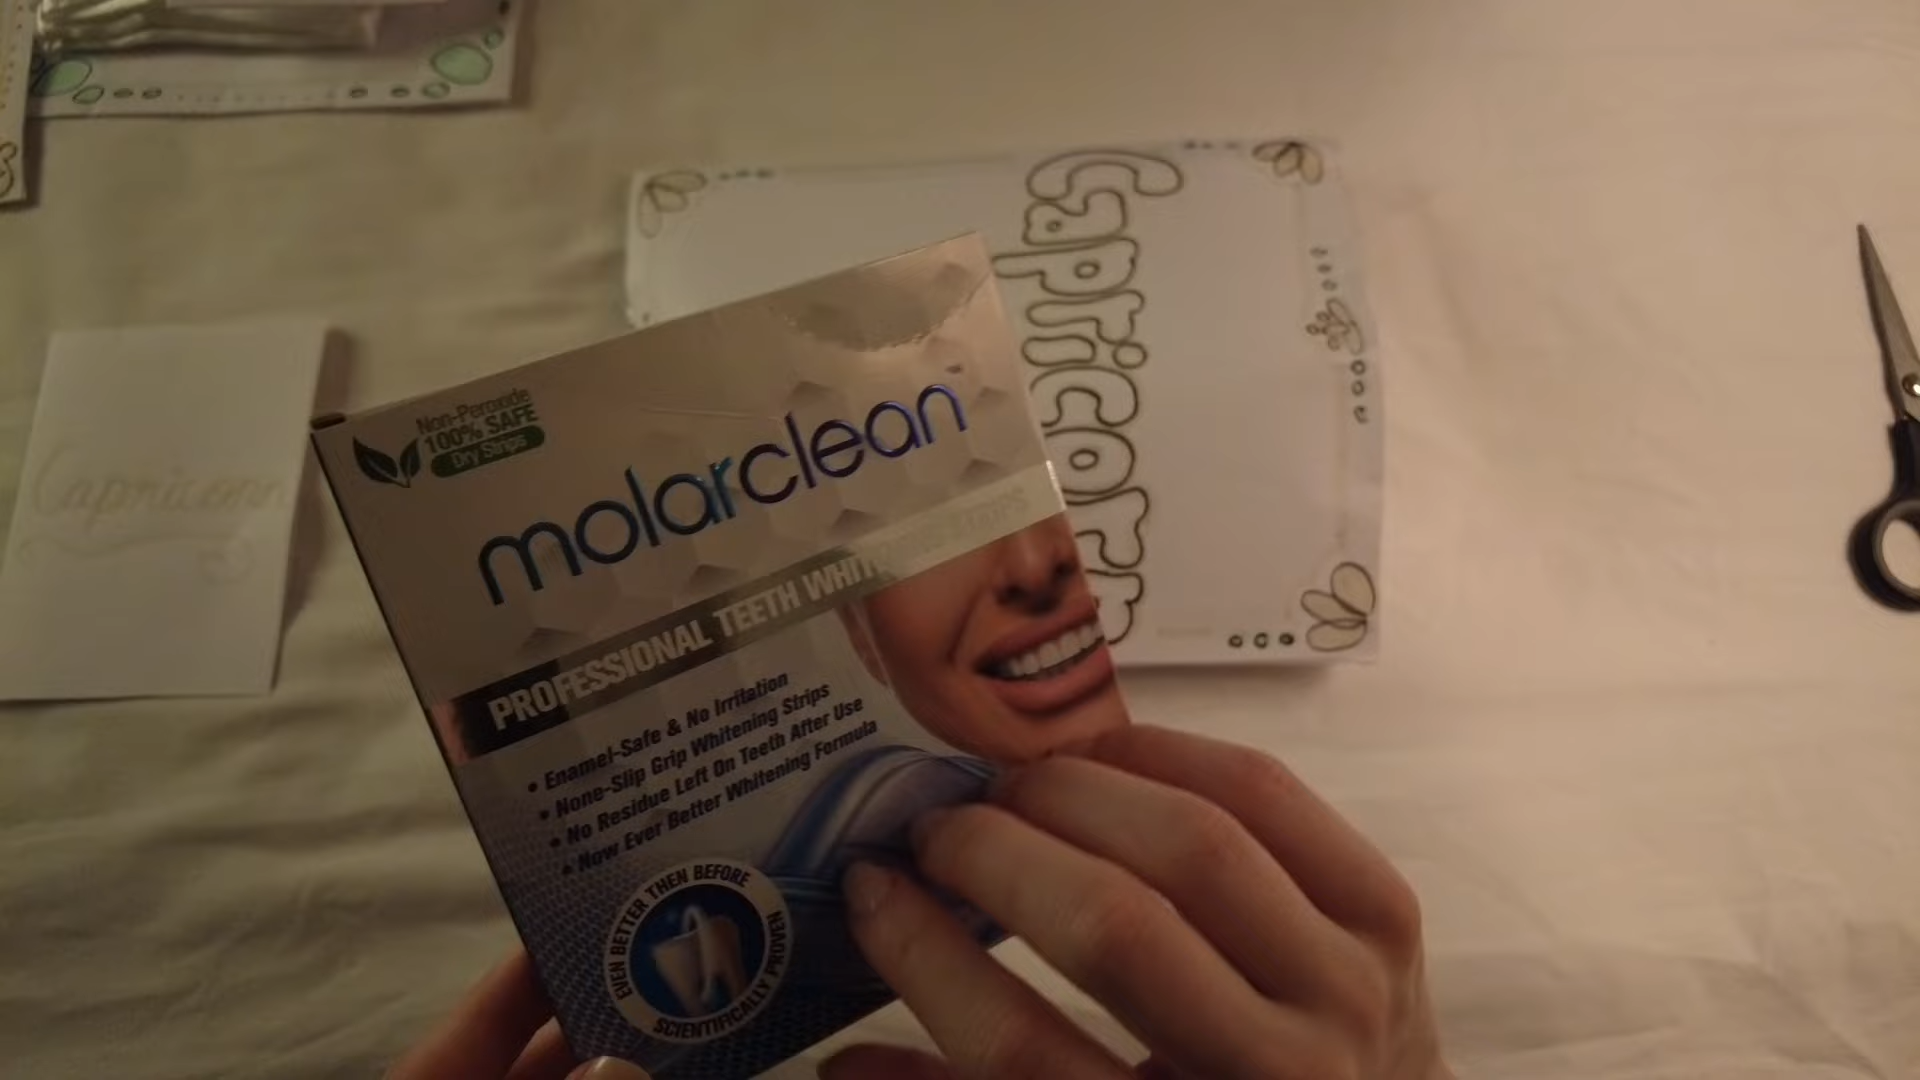 Non-Peroxide
100% SAFE
Dry Strips
molarclean
PROFESSIONAL TEETH WHITENING STRIPS
• Enamel-Safe & No Irritation
• None-Slip Grip Whitening Strips
• No Residue Left On Teeth After Use
• Now Ever Better Whitening Formula
EVEN BETTER THEN BEFORE
SCIENTIFICALLY PROVEN
Capricorn
Capricorn